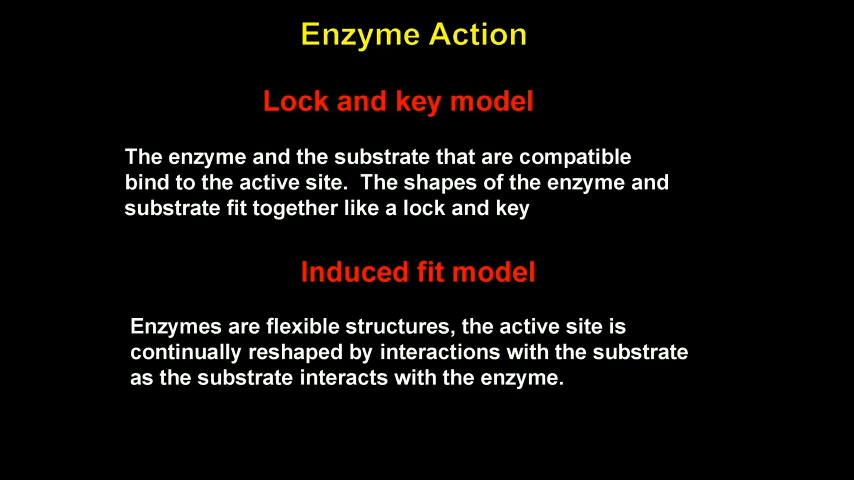 Enzyme Action
Lock and key model
The enzyme and the substrate that are compatible
bind to the active site.  The shapes of the enzyme and
substrate fit together like a lock and key
Induced fit model
Enzymes are flexible structures, the active site is
continually reshaped by interactions with the substrate
as the substrate interacts with the enzyme.